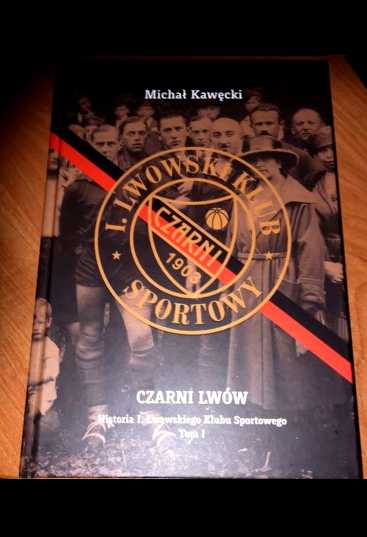 Michał Kawęcki
I. LWOWSKI KLUB
CZARNI
1903
SPORTOWY
CZARNI LWÓW
Historia I. Lwowskiego Klubu Sportowego
Tom I